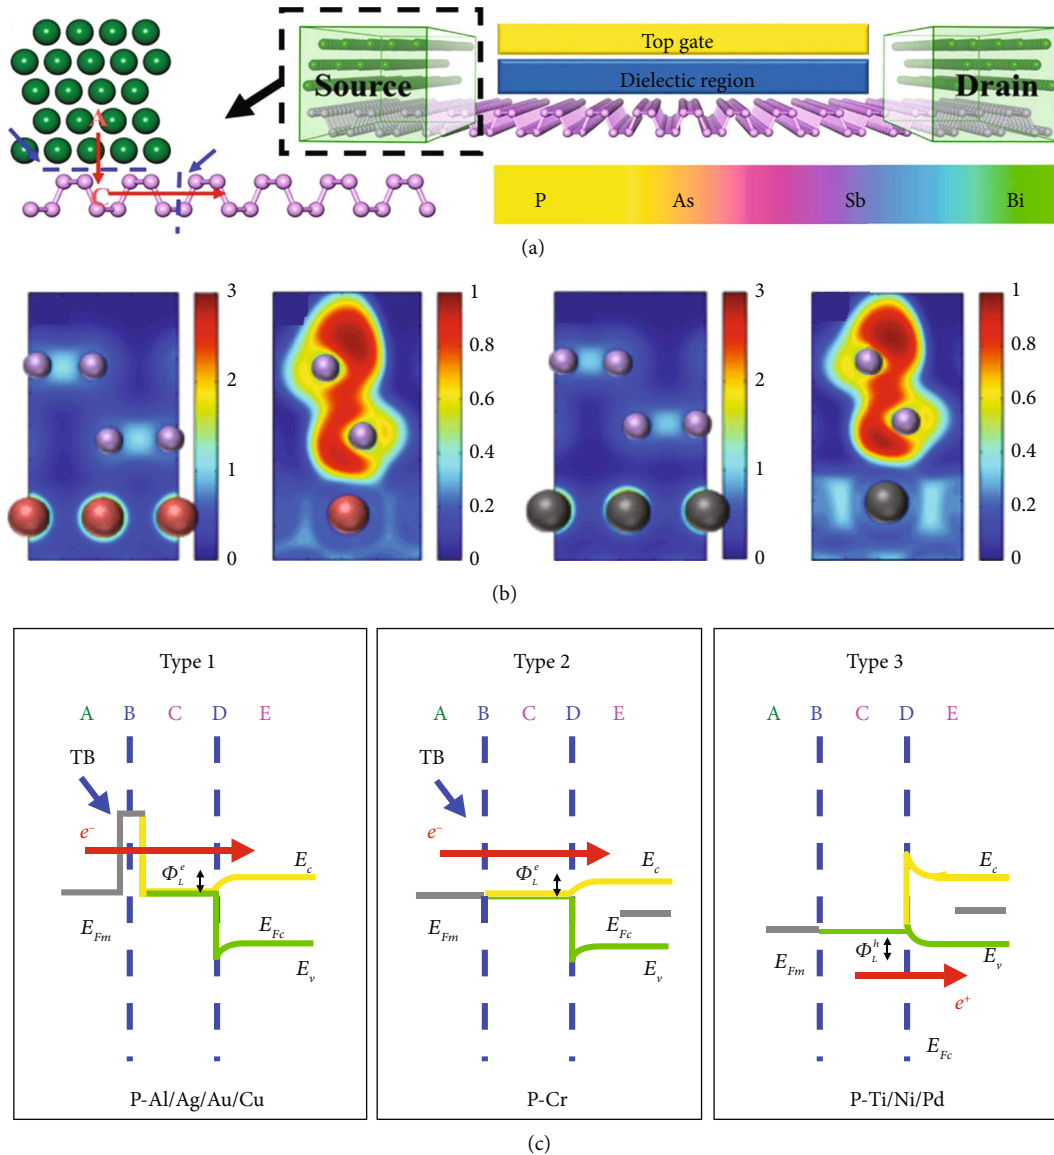 Top gate
Source
Dielectic region
Drain
A
C
P As Sb Bi
(a)
3 1 3 1
0.8 0.8
2 0.6 2 0.6
0.4 0.4
1 1
0.2 0.2
0 0 0 0
(b)
Type 1 Type 2 Type 3
A B C D E A B C D E A B C D E
TB TB
e⁻ e⁻
Φ_L^e E_c Φ_L^e E_c E_c
E_Fm E_Fc E_Fm E_Fc E_Fm Φ_L^h E_v
E_v E_v
e⁺
E_Fc
P-Al/Ag/Au/Cu P-Cr P-Ti/Ni/Pd
(c)